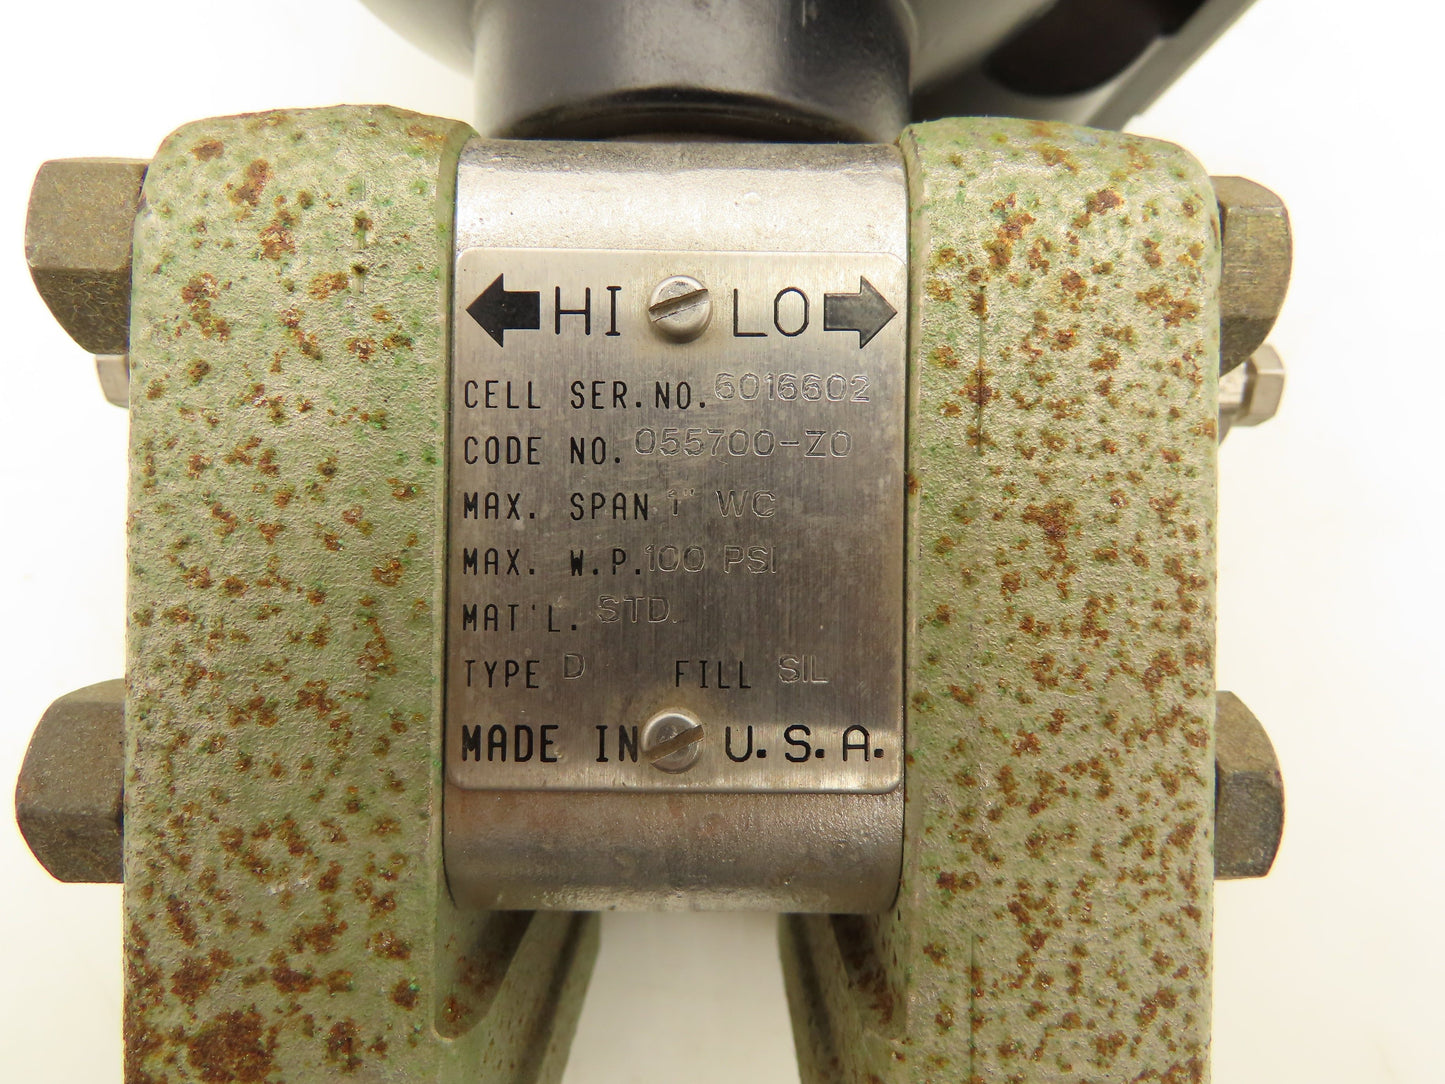 HI LO
CELL SER.NO. 6016602
CODE NO. 055700-Z0
MAX. SPAN 1" WC
MAX. W.P. 100 PSI
MAT'L. STD.
TYPE D FILL SIL
MADE IN U.S.A.